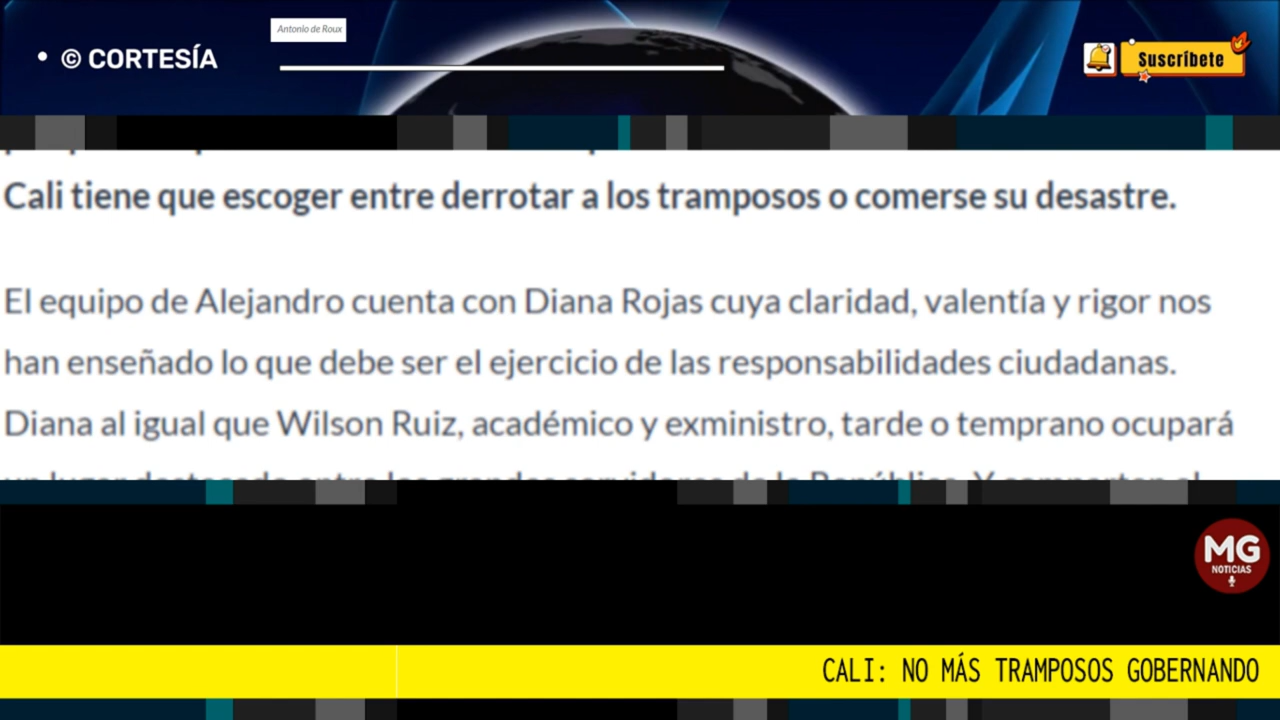 Antonio de Roux
• © CORTESÍA
Suscríbete
Cali tiene que escoger entre derrotar a los tramposos o comerse su desastre.
El equipo de Alejandro cuenta con Diana Rojas cuya claridad, valentía y rigor nos
han enseñado lo que debe ser el ejercicio de las responsabilidades ciudadanas.
Diana al igual que Wilson Ruiz, académico y exministro, tarde o temprano ocupará
MG
NOTICIAS
CALI: NO MÁS TRAMPOSOS GOBERNANDO